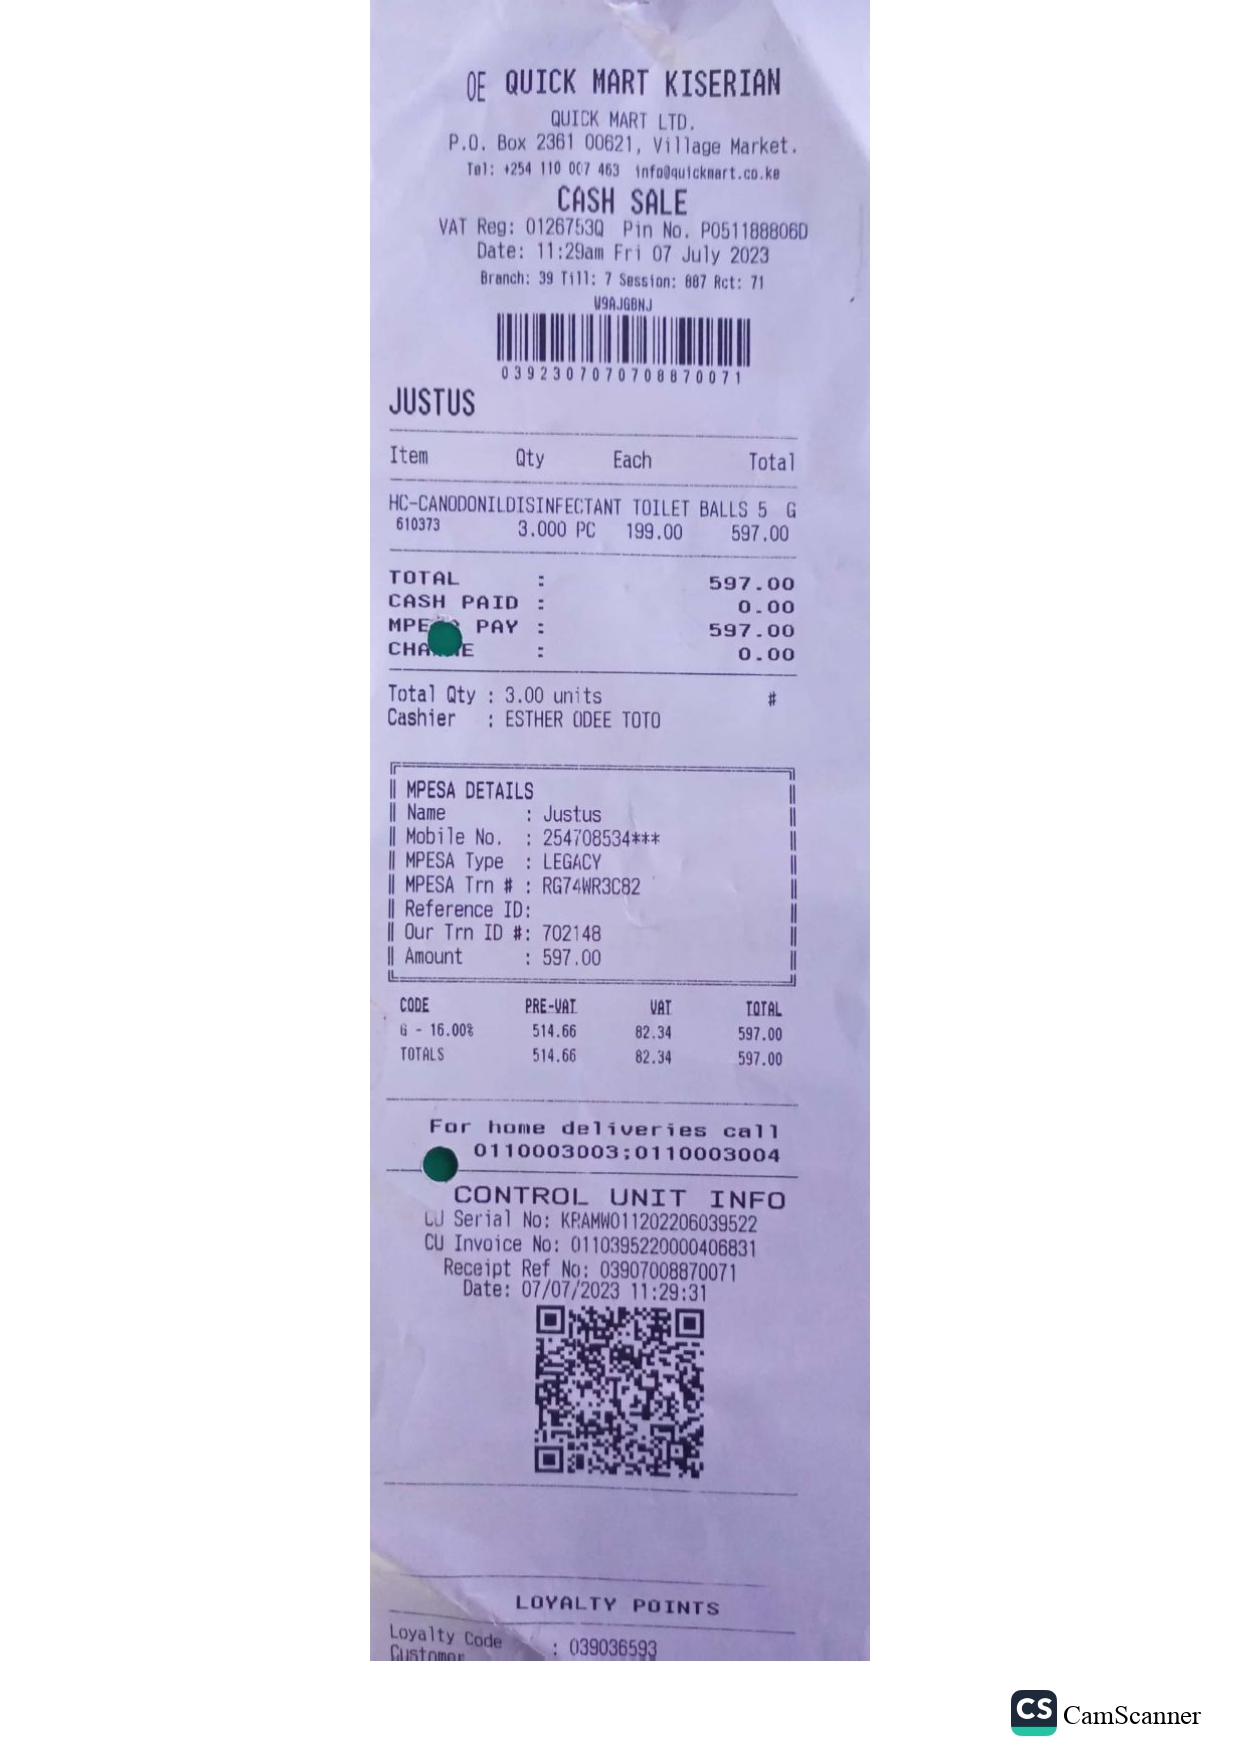 OE QUICK MART KISERIAN
QUICK MART LTD.
P.O. Box 2361 00621, Village Market.
Tel: +254 110 007 463 info@quickmart.co.ke
CASH SALE
VAT Reg: 0126753Q Pin No. P051188806D
Date: 11:29am Fri 07 July 2023
Branch: 39 Till: 7 Session: 887 Rct: 71
W9AJGBNJ
0392307070708870071
JUSTUS
Item Qty Each Total
HC-CANODONILDISINFECTANT TOILET BALLS 5 G
610373 3.000 PC 199.00 597.00
TOTAL : 597.00
CASH PAID : 0.00
PAY : 597.00
: 0.00
Total Qty : 3.00 units #
Cashier : ESTHER ODEE TOTO
MPESA DETAILS
Name : Justus
Mobile No. : 254708534***
MPESA Type : LEGACY
MPESA Trn # : RG74WR3C82
Reference ID:
Our Trn ID #: 702148
Amount : 597.00
CODE PRE-VAT VAT TOTAL
G - 16.00% 514.66 82.34 597.00
TOTALS 514.66 82.34 597.00
For home deliveries call
0110003003;0110003004
CONTROL UNIT INFO
CU Serial No: KRAMW011202206039522
CU Invoice No: 0110395220000406831
Receipt Ref No: 03907008870071
Date: 07/07/2023 11:29:31
LOYALTY POINTS
Loyalty Code : 039036593
Customer
CS CamScanner